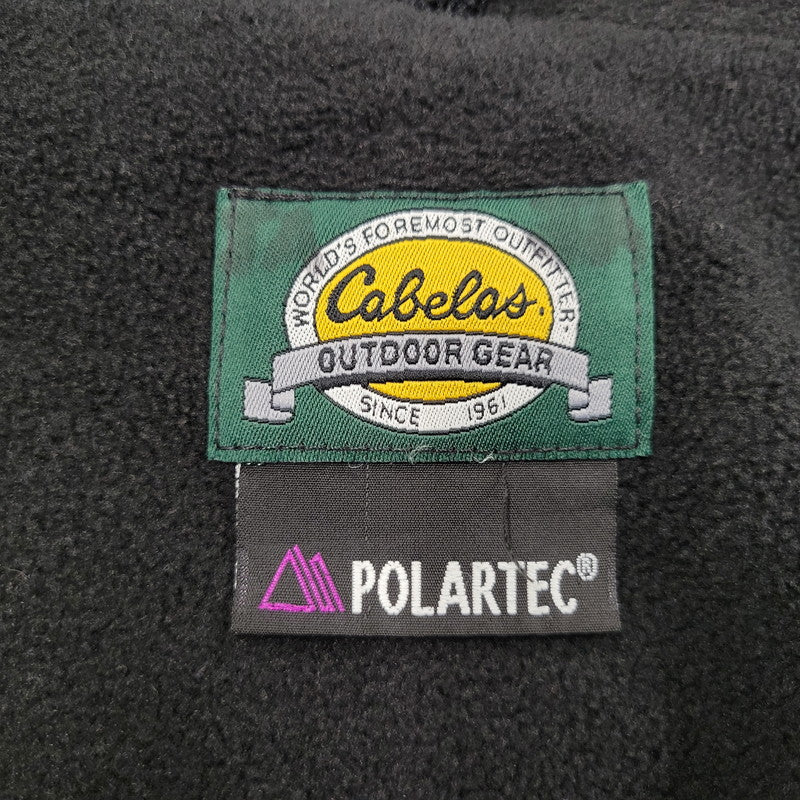 WORLD'S FOREMOST OUTFITTER.
Cabelas.
OUTDOOR GEAR
SINCE 1961
POLARTEC®